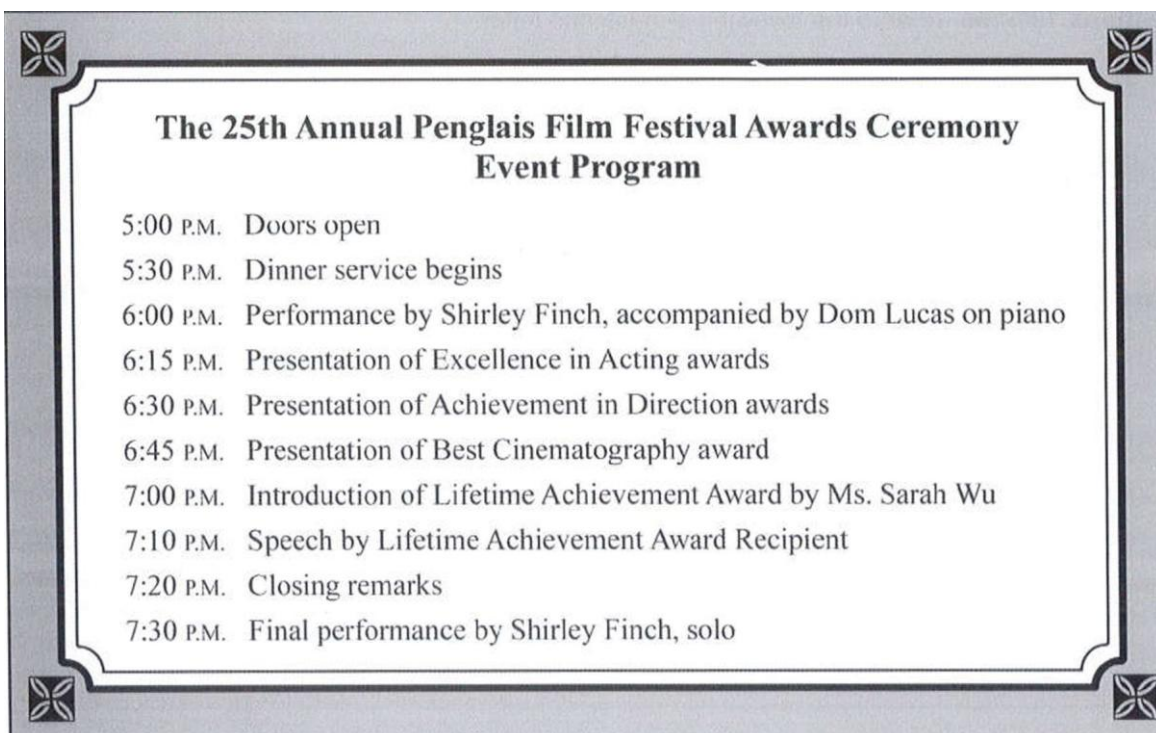 The 25th Annual Penglais Film Festival Awards Ceremony
Event Program
5:00 P.M. Doors open
5:30 P.M. Dinner service begins
6:00 P.M. Performance by Shirley Finch, accompanied by Dom Lucas on piano
6:15 P.M. Presentation of Excellence in Acting awards
6:30 P.M. Presentation of Achievement in Direction awards
6:45 P.M. Presentation of Best Cinematography award
7:00 P.M. Introduction of Lifetime Achievement Award by Ms. Sarah Wu
7:10 P.M. Speech by Lifetime Achievement Award Recipient
7:20 P.M. Closing remarks
7:30 P.M. Final performance by Shirley Finch, solo